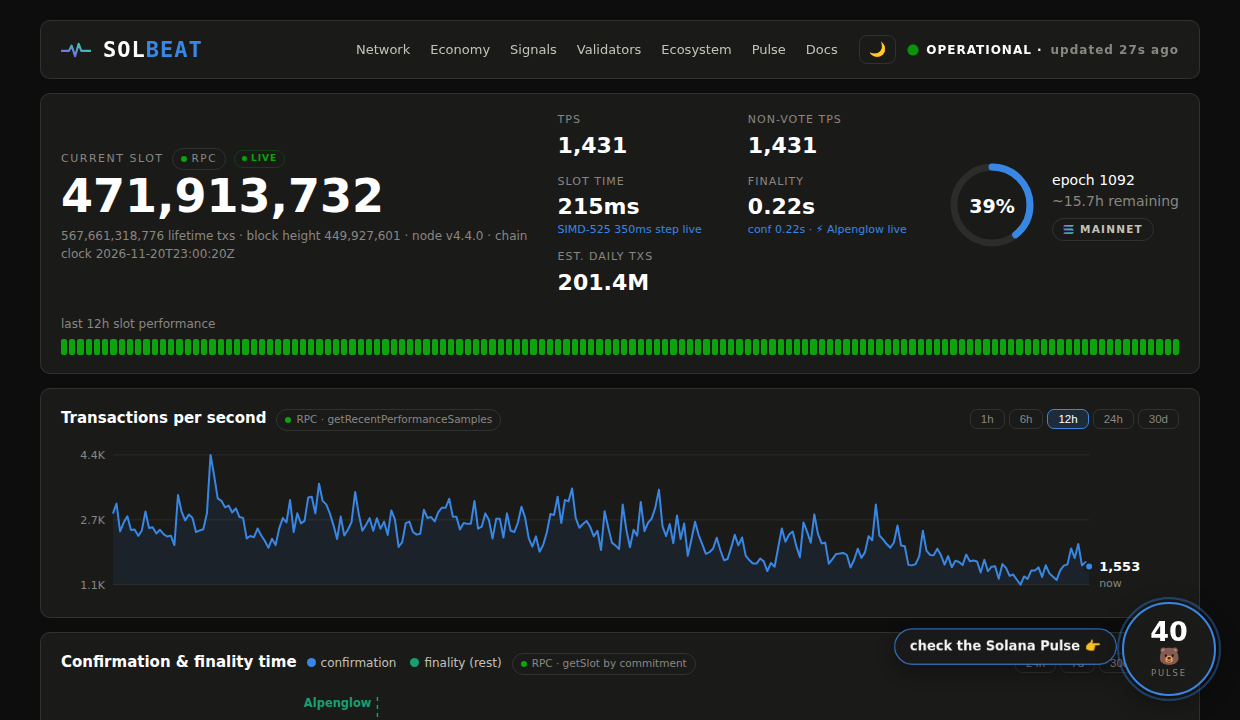 SOLBEAT
Network Economy Signals Validators Ecosystem Pulse Docs
OPERATIONAL · updated 27s ago
CURRENT SLOT RPC LIVE
471,913,732
567,661,318,776 lifetime txs · block height 449,927,601 · node v4.4.0 · chain
clock 2026-11-20T23:00:20Z
TPS
1,431
NON-VOTE TPS
1,431
SLOT TIME
215ms
SIMD-525 350ms step live
FINALITY
0.22s
conf 0.22s · ⚡ Alpenglow live
EST. DAILY TXS
201.4M
39%
epoch 1092
~15.7h remaining
MAINNET
last 12h slot performance
Transactions per second RPC · getRecentPerformanceSamples
1h 6h 12h 24h 30d
4.4K
2.7K
1.1K
1,553
now
Confirmation & finality time confirmation finality (rest) RPC · getSlot by commitment
Alpenglow
check the Solana Pulse 👉
40
PULSE